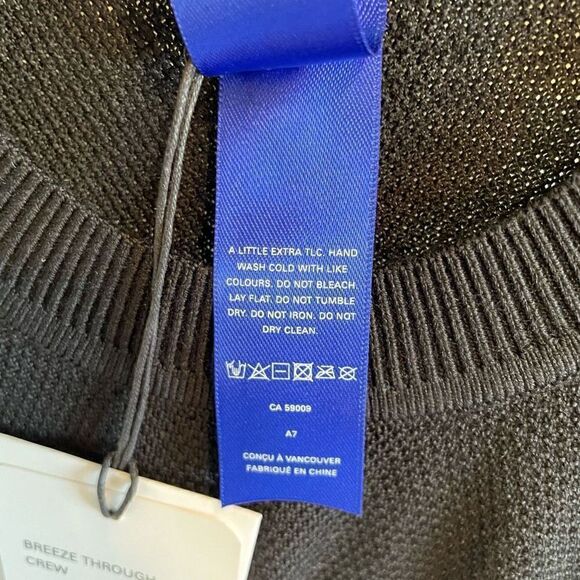 A LITTLE EXTRA TLC. HAND
WASH COLD WITH LIKE
COLOURS. DO NOT BLEACH.
LAY FLAT. DO NOT TUMBLE
DRY. DO NOT IRON. DO NOT
DRY CLEAN.
CA 59009
A7
CONÇU À VANCOUVER
FABRIQUÉ EN CHINE
BREEZE THROUGH
CREW